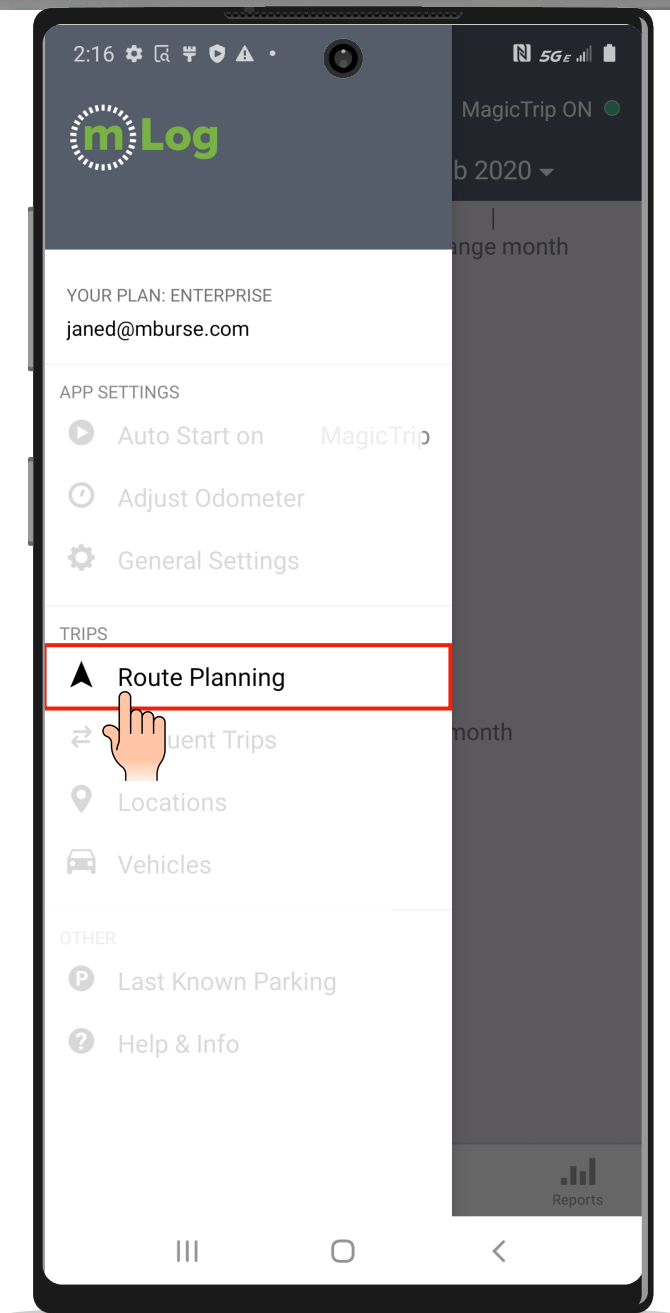 2:16
5GE
mLog
MagicTrip ON
b 2020
ange month
YOUR PLAN: ENTERPRISE
janed@mburse.com
APP SETTINGS
Auto Start on MagicTrip
Adjust Odometer
General Settings
TRIPS
Route Planning
uent Trips
month
Locations
Vehicles
OTHER
P Last Known Parking
? Help & Info
Reports